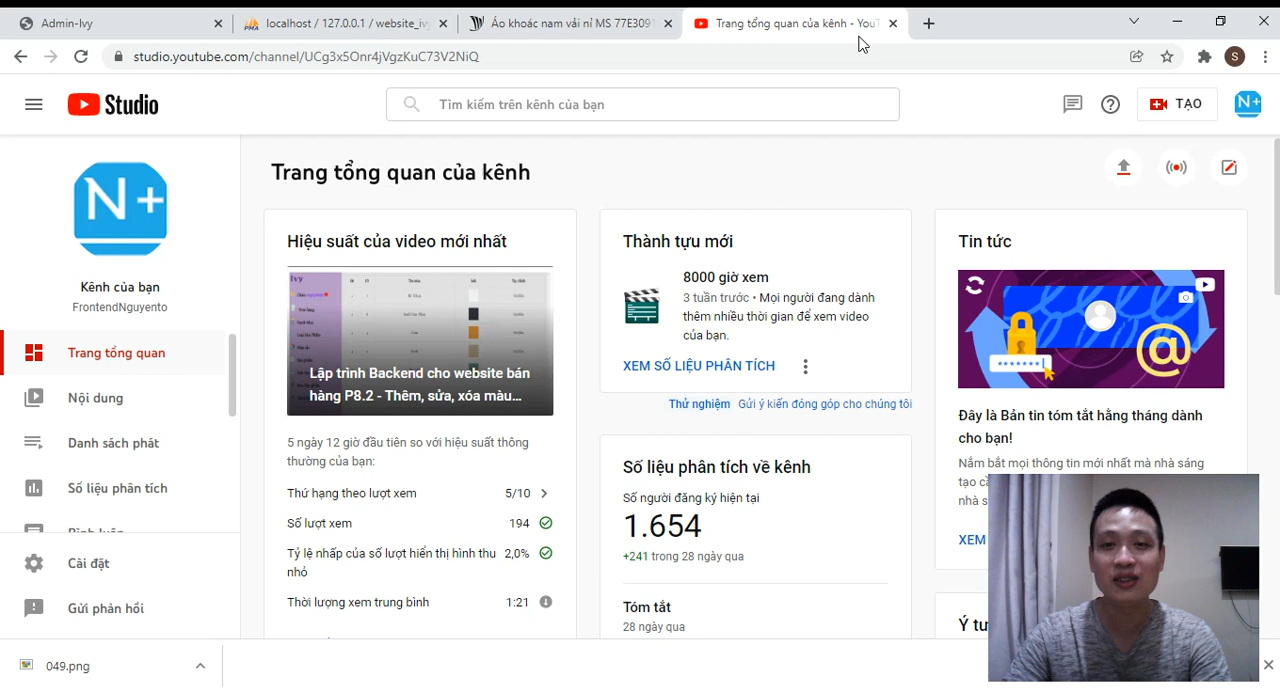 Admin-Ivy
localhost / 127.0.0.1 / website_iv
Áo khoác nam vải nỉ MS 77E3091
Trang tổng quan của kênh - YouT
studio.youtube.com/channel/UCg3x5Onr4jVgzKuC73V2NiQ
S
Studio
Tìm kiếm trên kênh của bạn
TẠO
N+
N+
Kênh của bạn
FrontendNguyento
Trang tổng quan
Nội dung
Danh sách phát
Số liệu phân tích
Bình luận
Cài đặt
Gửi phản hồi
Trang tổng quan của kênh
Hiệu suất của video mới nhất
Ivy
Lập trình Backend cho website bán
hàng P8.2 - Thêm, sửa, xóa màu...
5 ngày 12 giờ đầu tiên so với hiệu suất thông
thường của bạn:
Thứ hạng theo lượt xem 5/10
Số lượt xem 194
Tỷ lệ nhấp của số lượt hiển thị hình thu 2,0%
nhỏ
Thời lượng xem trung bình 1:21
Thành tựu mới
8000 giờ xem
3 tuần trước • Mọi người đang dành
thêm nhiều thời gian để xem video
của bạn.
XEM SỐ LIỆU PHÂN TÍCH
Thử nghiệm Gửi ý kiến đóng góp cho chúng tôi
Số liệu phân tích về kênh
Số người đăng ký hiện tại
1.654
+241 trong 28 ngày qua
Tóm tắt
28 ngày qua
Tin tức
@
Đây là Bản tin tóm tắt hằng tháng dành
cho bạn!
Nắm bắt mọi thông tin mới nhất mà nhà sáng
tạo
nhà s
XEM
Ý tư
049.png